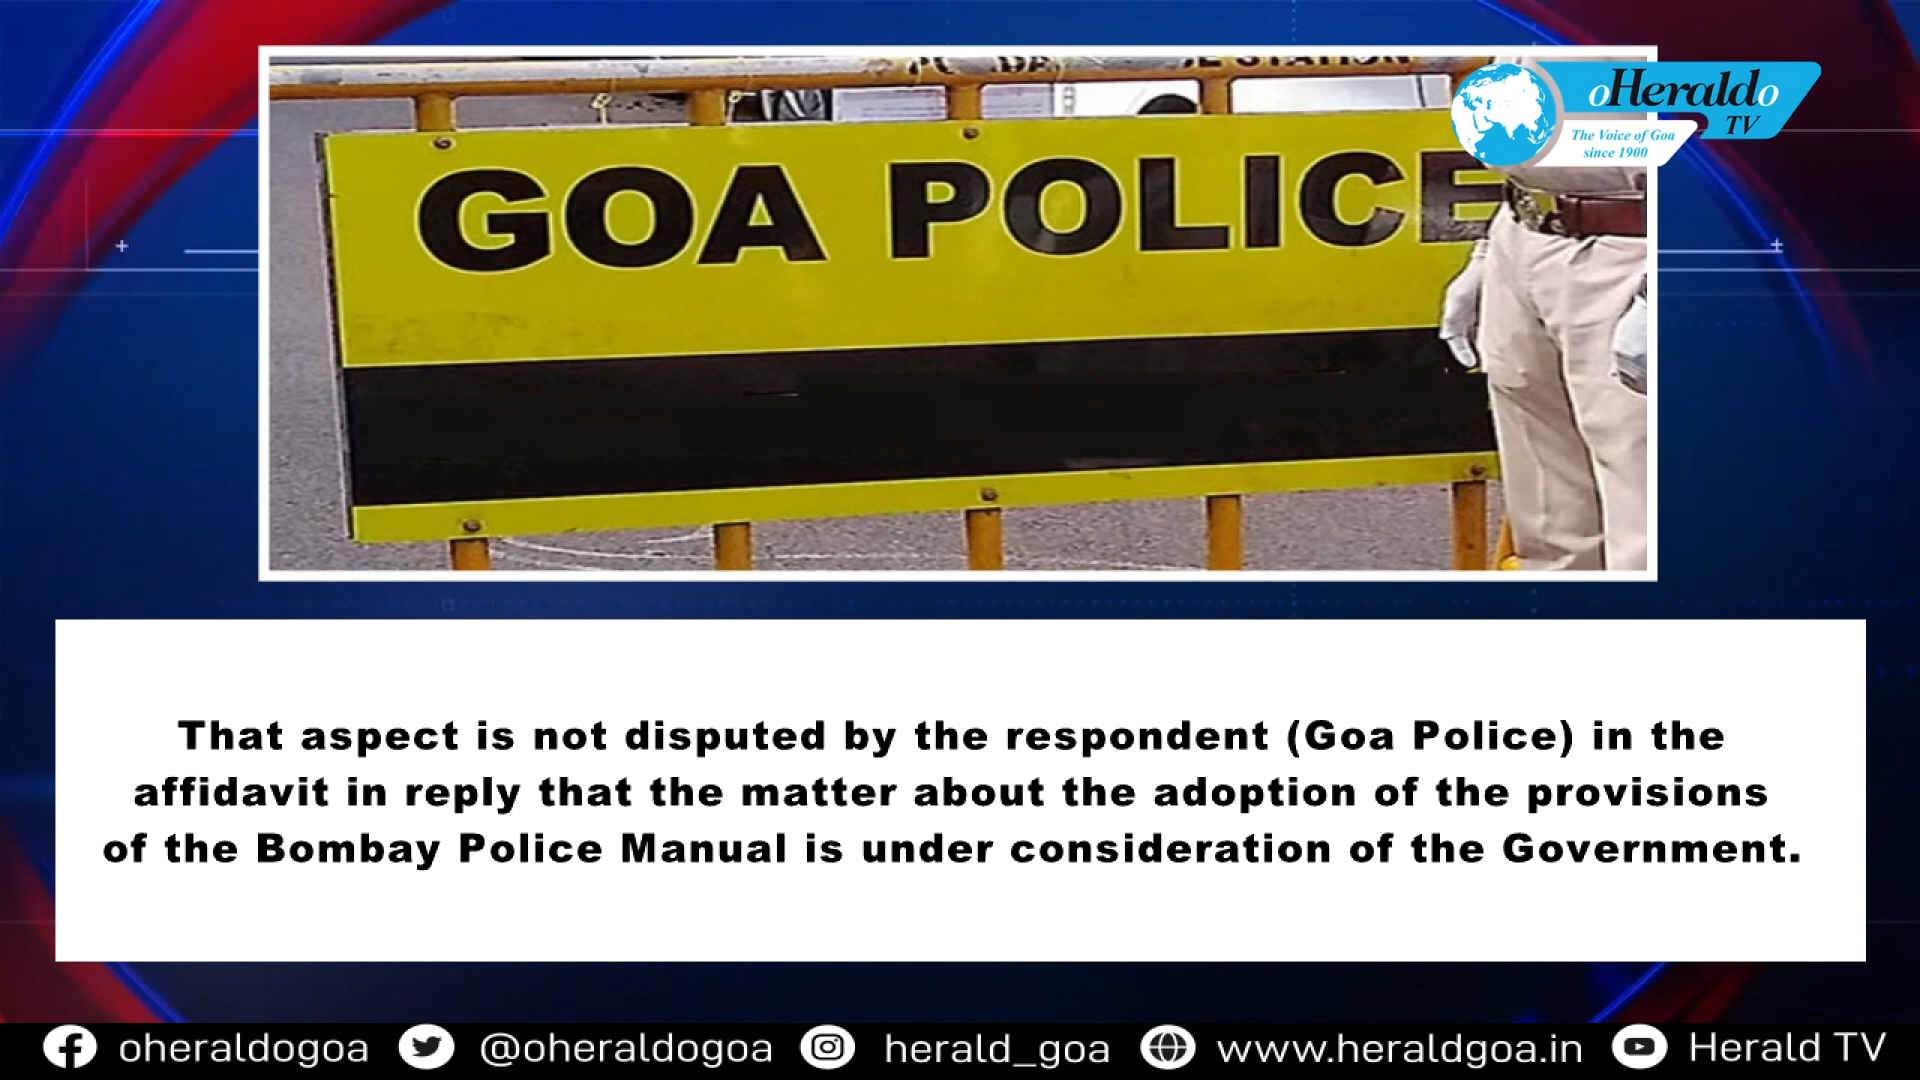 STATION
oHeraldo
TV
The Voice of Goa
since 1900
GOA POLICE
That aspect is not disputed by the respondent (Goa Police) in the
affidavit in reply that the matter about the adoption of the provisions
of the Bombay Police Manual is under consideration of the Government.
oheraldogoa @oheraldogoa herald_goa www.heraldgoa.in Herald TV